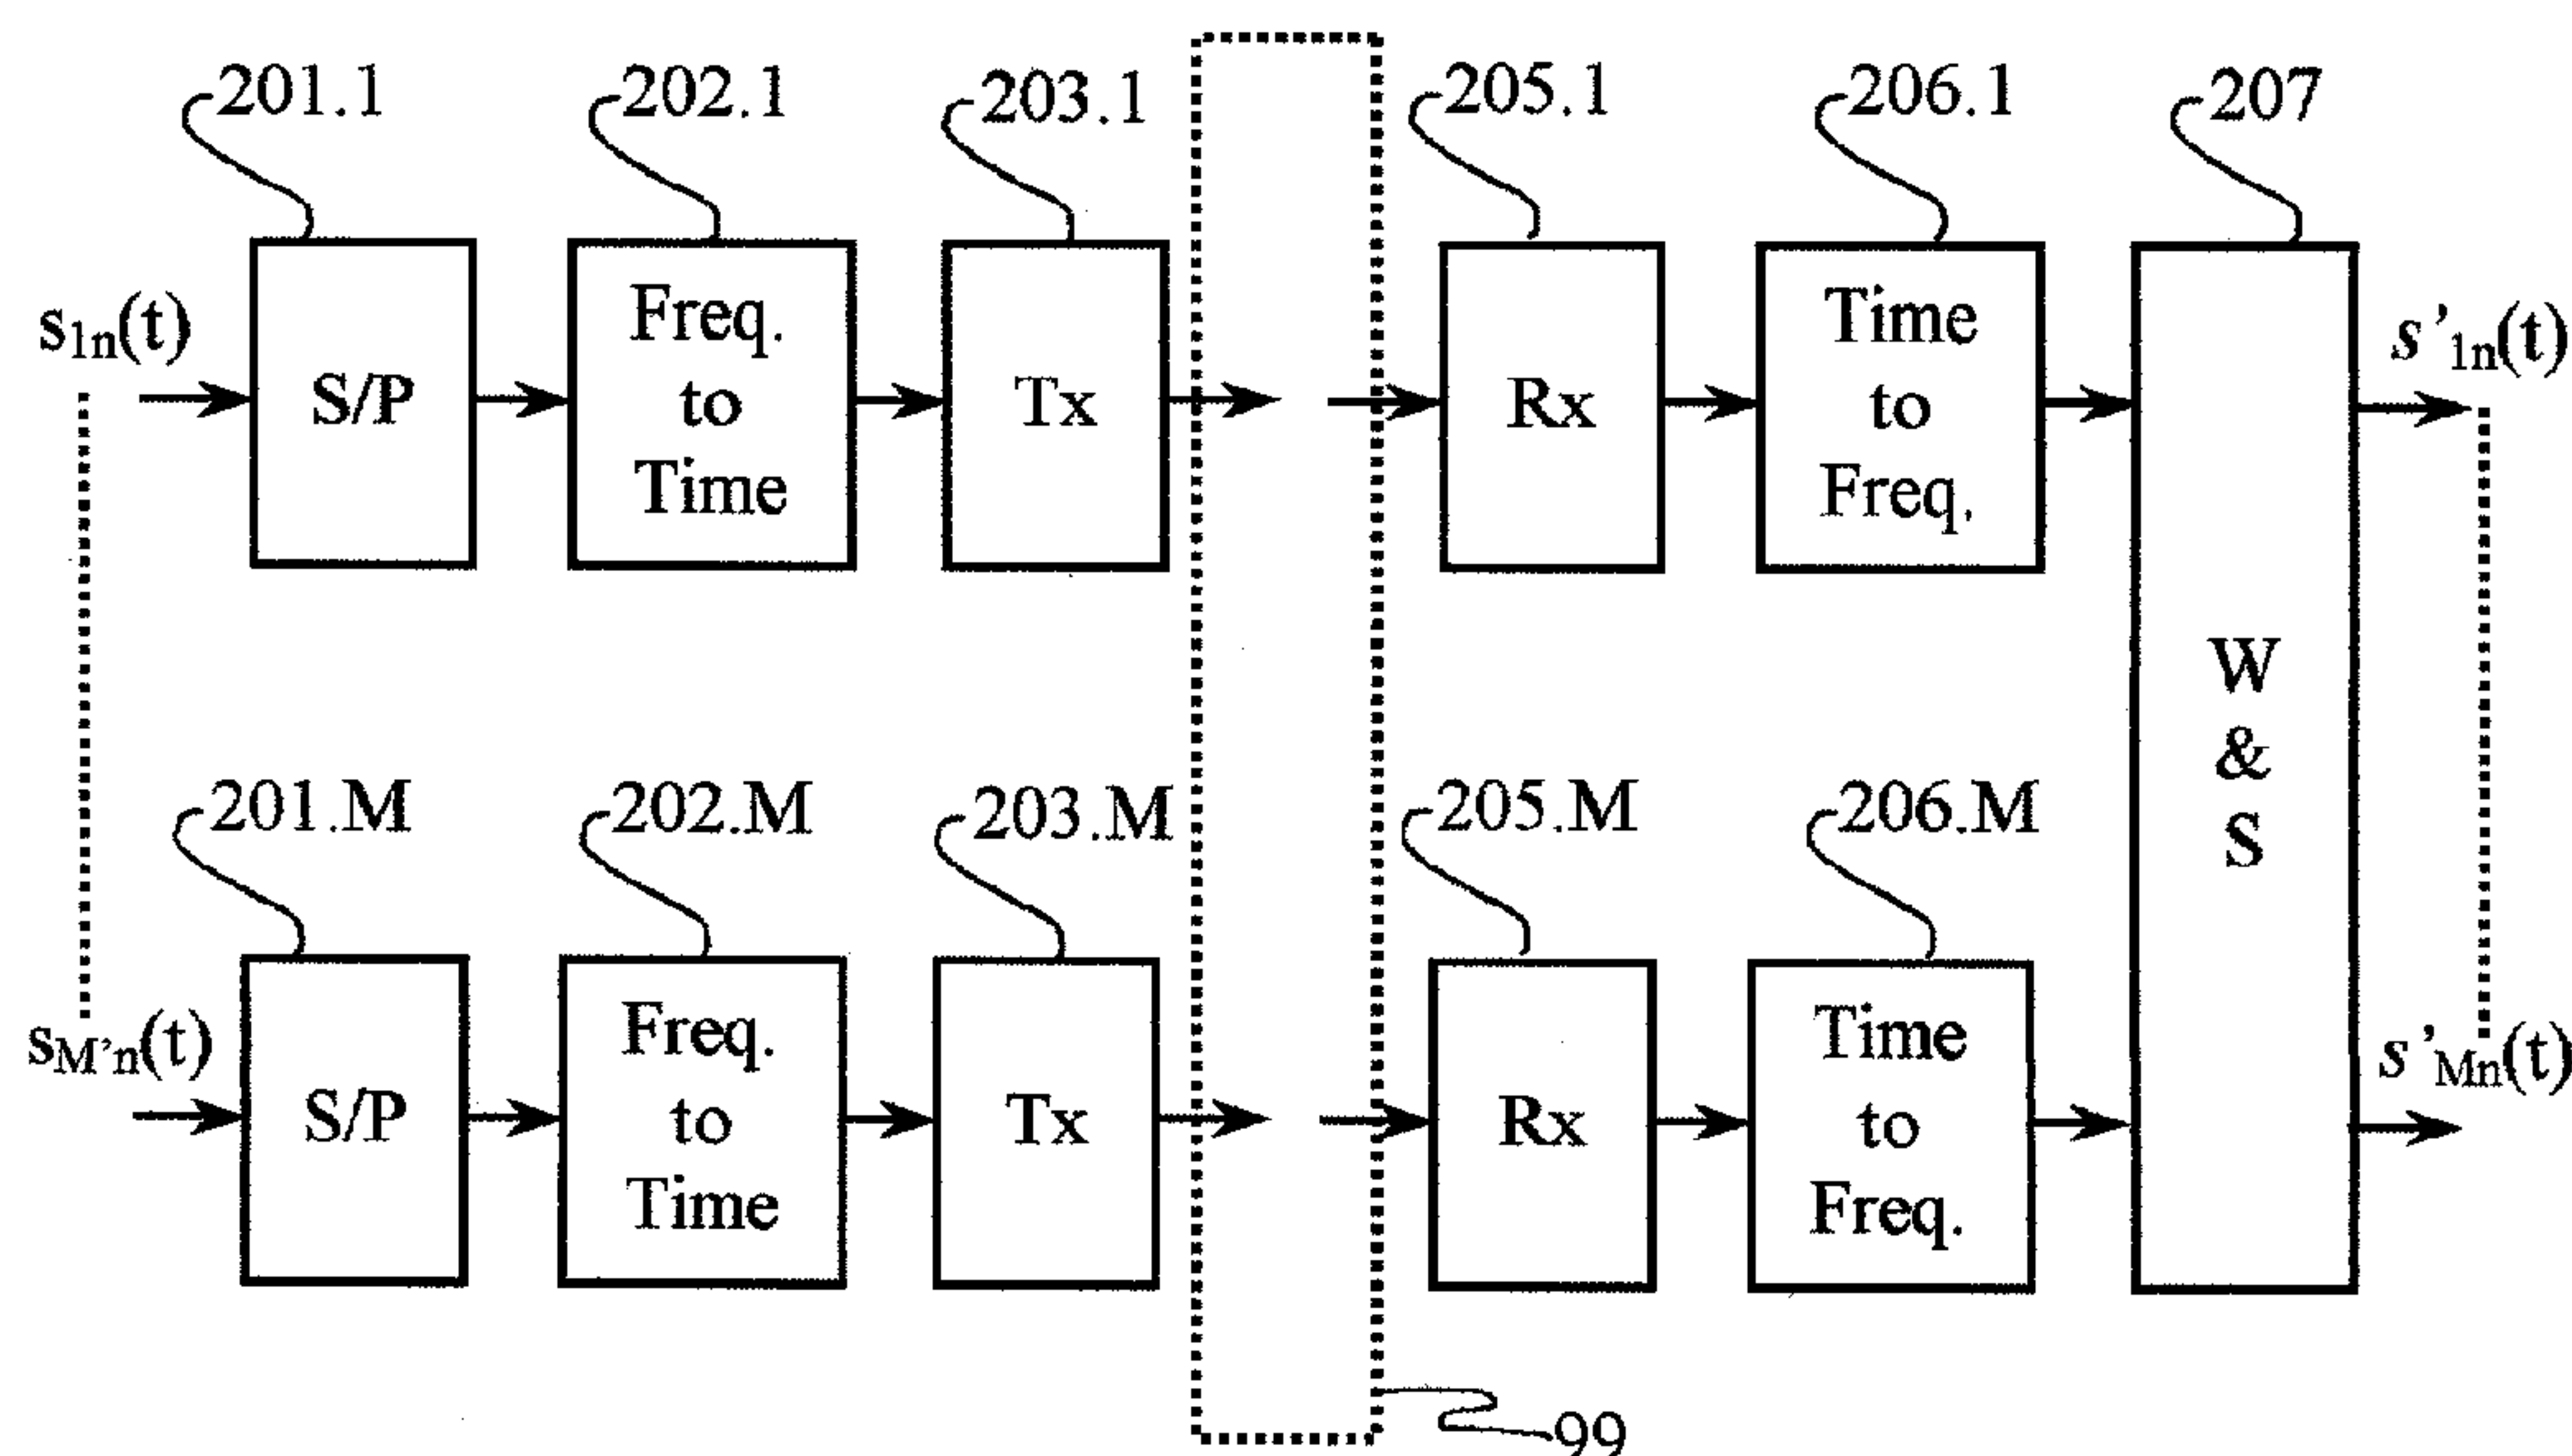 201.1 202.1 203.1 205.1 206.1 207
s1n(t) S/P Freq. to Time Tx Rx Time to Freq. s'1n(t)
W & S
201.M 202.M 203.M 205.M 206.M
sM'n(t) S/P Freq. to Time Tx Rx Time to Freq. s'Mn(t)
99